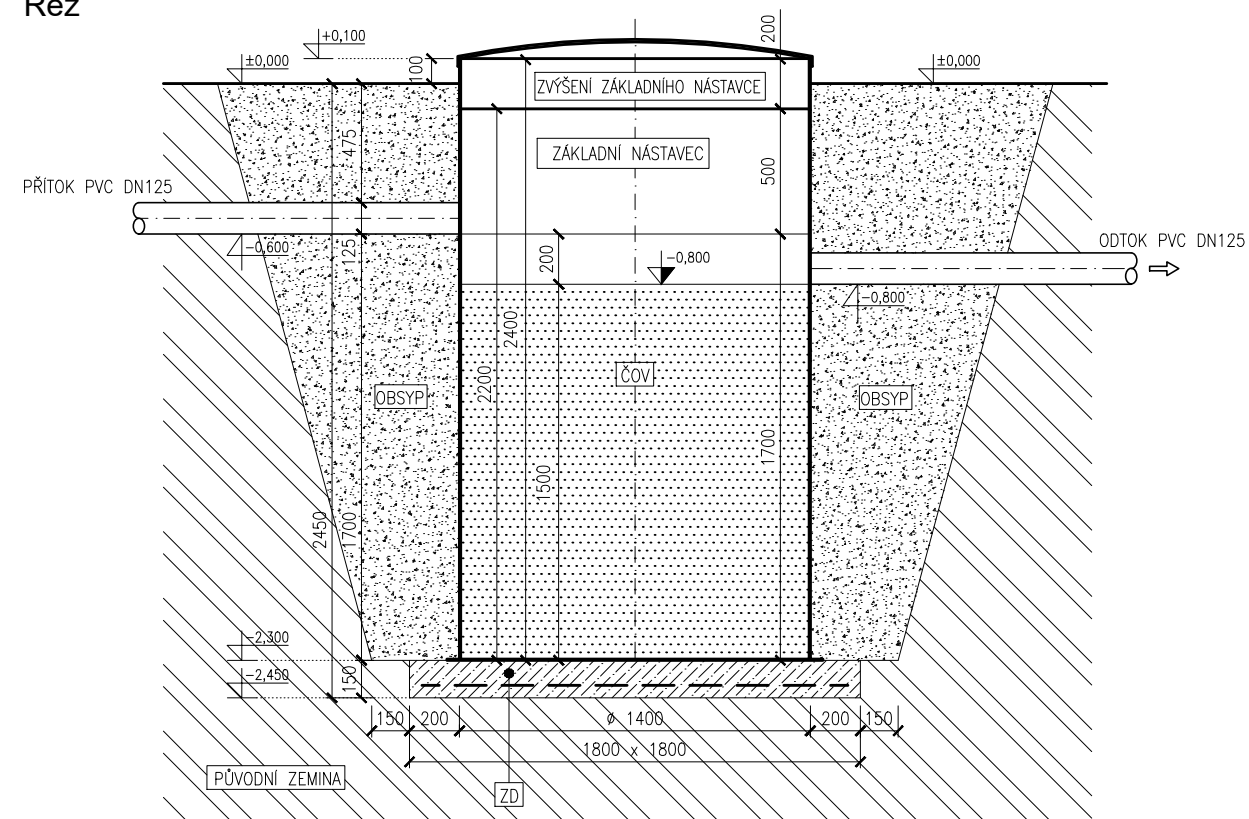 Řez
+0,100
200
±0,000
100
±0,000
ZVÝŠENÍ ZÁKLADNÍHO NÁSTAVCE
475
ZÁKLADNÍ NÁSTAVEC
500
PŘÍTOK PVC DN125
-0,600
125
200
-0,800
ODTOK PVC DN125
-0,800
2400
2200
ČOV
OBSYP
OBSYP
1700
1500
2450
1700
-2,300
-2,450
150
150
200
ø 1400
200
150
1800 x 1800
PŮVODNÍ ZEMINA
ZD